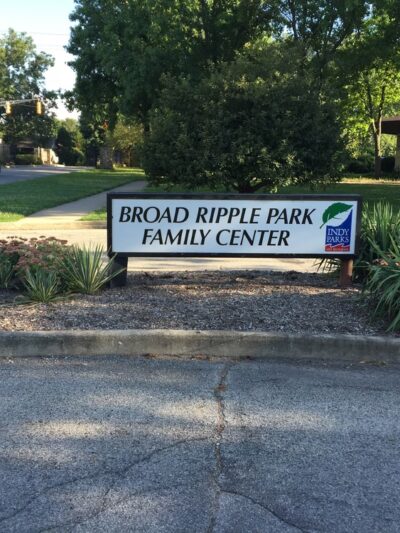 BROAD RIPPLE PARK
FAMILY CENTER
INDY
PARKS